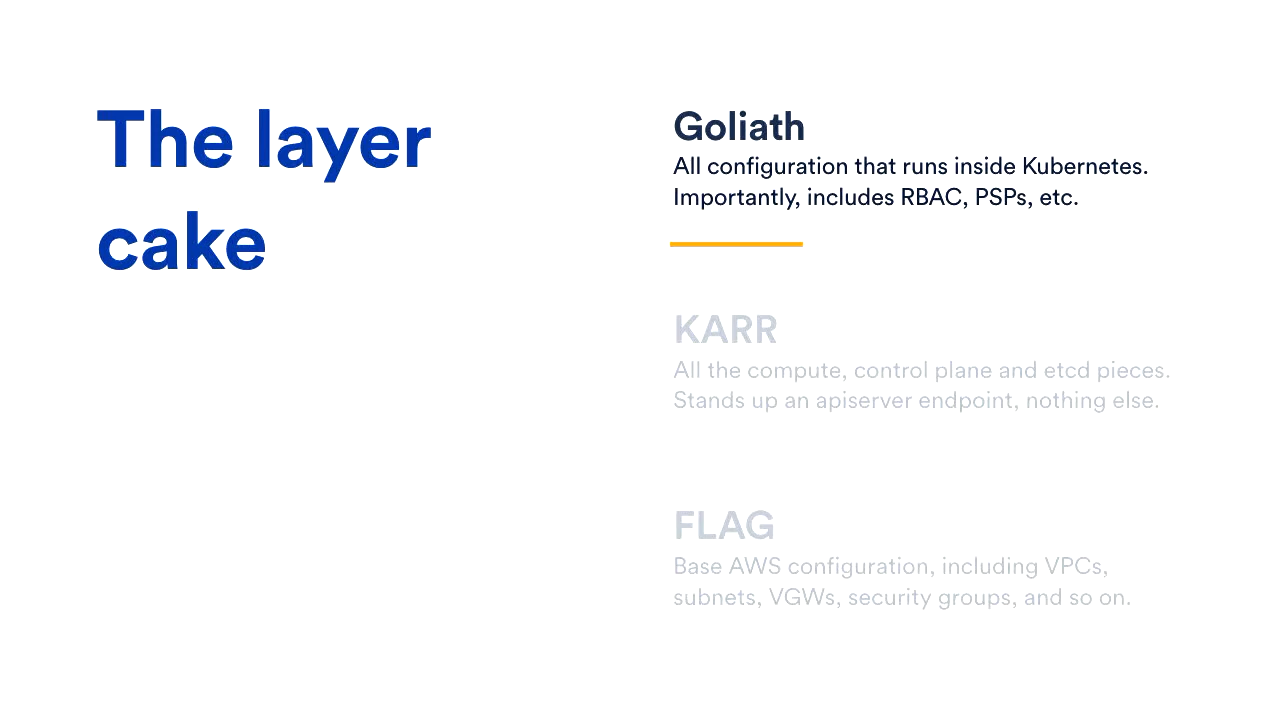 The layer
cake
Goliath
All configuration that runs inside Kubernetes.
Importantly, includes RBAC, PSPs, etc.
KARR
All the compute, control plane and etcd pieces.
Stands up an apiserver endpoint, nothing else.
FLAG
Base AWS configuration, including VPCs,
subnets, VGWs, security groups, and so on.